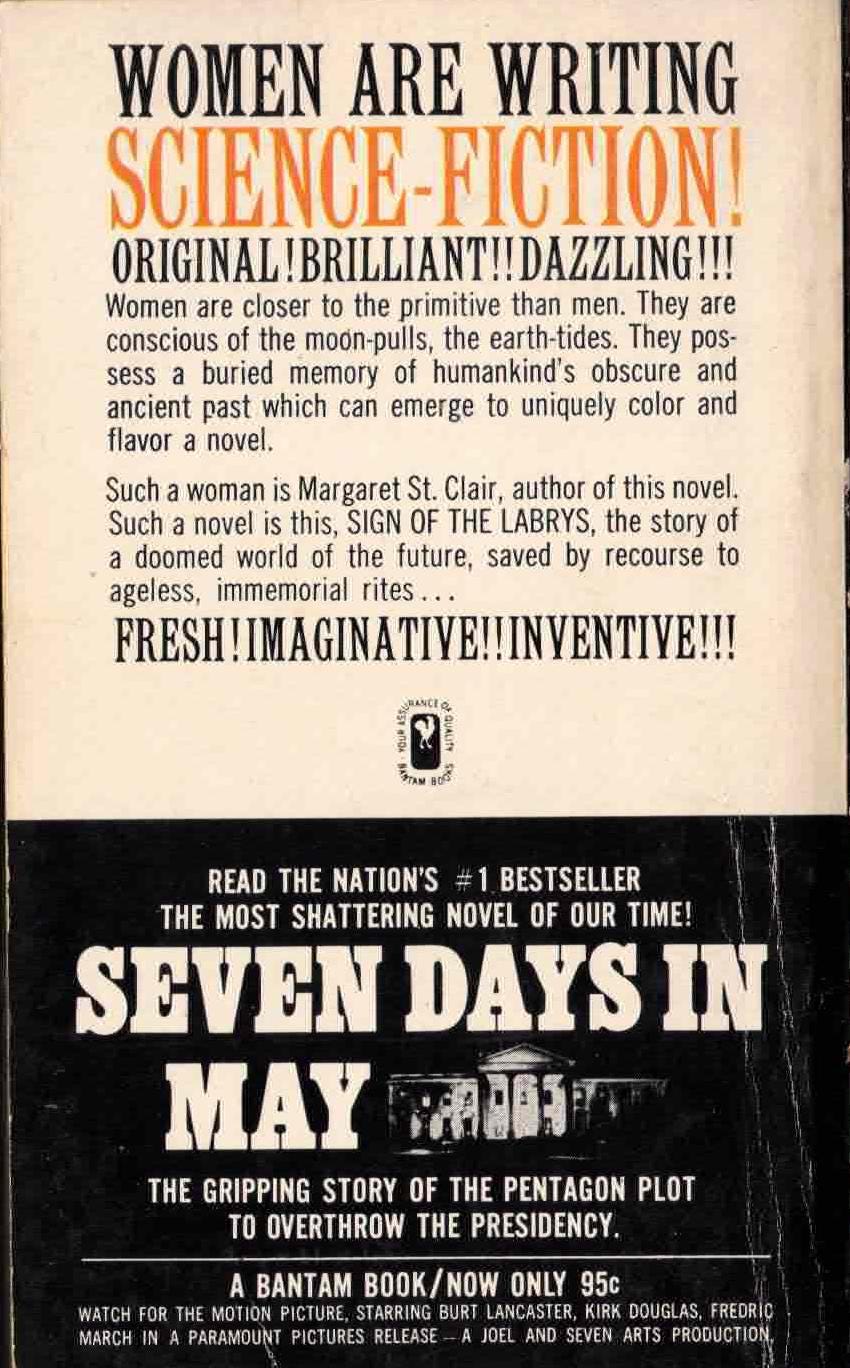 WOMEN ARE WRITING
SCIENCE-FICTION!
ORIGINAL!BRILLIANT!!DAZZLING!!!
Women are closer to the primitive than men. They are
conscious of the moon-pulls, the earth-tides. They pos-
sess a buried memory of humankind's obscure and
ancient past which can emerge to uniquely color and
flavor a novel.
Such a woman is Margaret St. Clair, author of this novel.
Such a novel is this, SIGN OF THE LABRYS, the story of
a doomed world of the future, saved by recourse to
ageless, immemorial rites...
FRESH!IMAGINATIVE!!INVENTIVE!!!
YOUR ASSURANCE OF QUALITY
BANTAM BOOKS
READ THE NATION'S #1 BESTSELLER
THE MOST SHATTERING NOVEL OF OUR TIME!
SEVEN DAYS IN
MAY
THE GRIPPING STORY OF THE PENTAGON PLOT
TO OVERTHROW THE PRESIDENCY.
A BANTAM BOOK/NOW ONLY 95c
WATCH FOR THE MOTION PICTURE, STARRING BURT LANCASTER, KIRK DOUGLAS, FREDRIC
MARCH IN A PARAMOUNT PICTURES RELEASE — A JOEL AND SEVEN ARTS PRODUCTION.